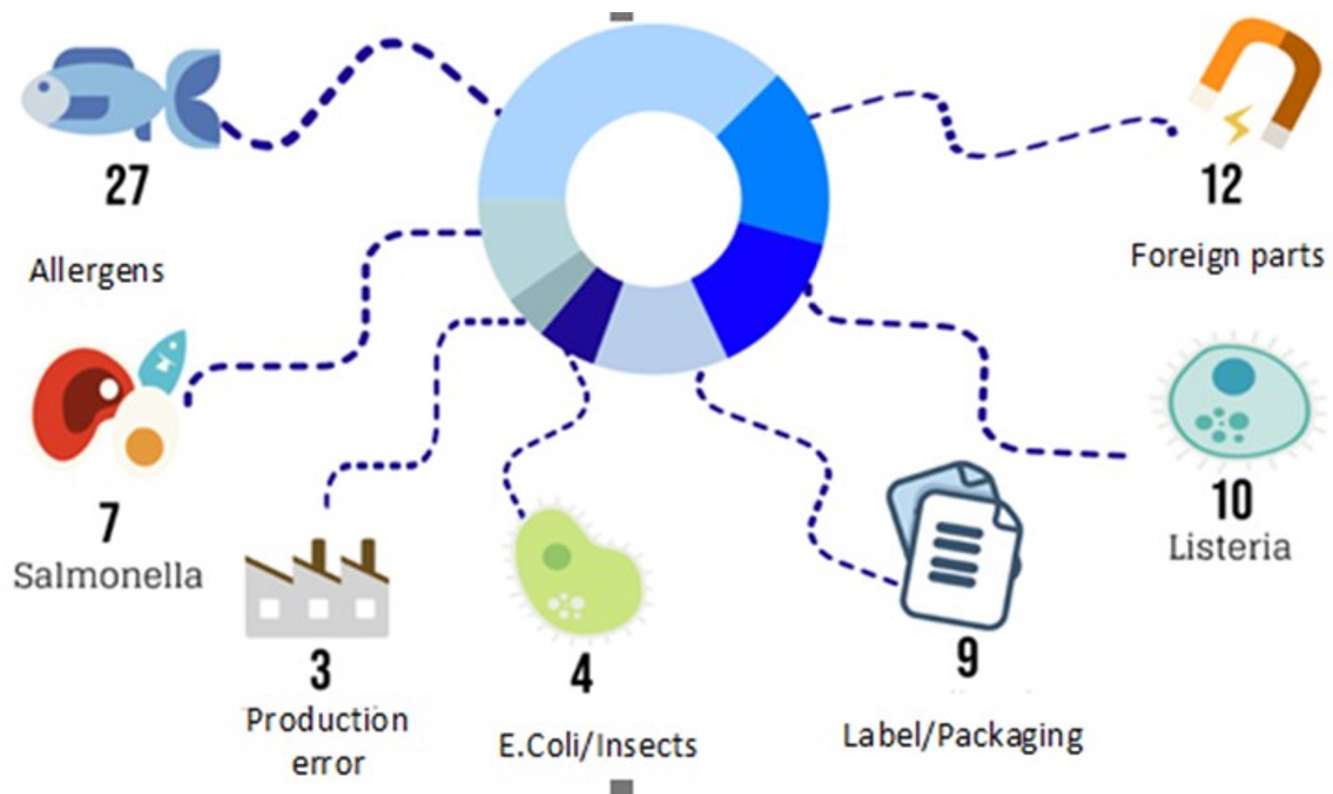 27
Allergens
12
Foreign parts
7
Salmonella
10
Listeria
3
Production
error
4
E.Coli/Insects
9
Label/Packaging